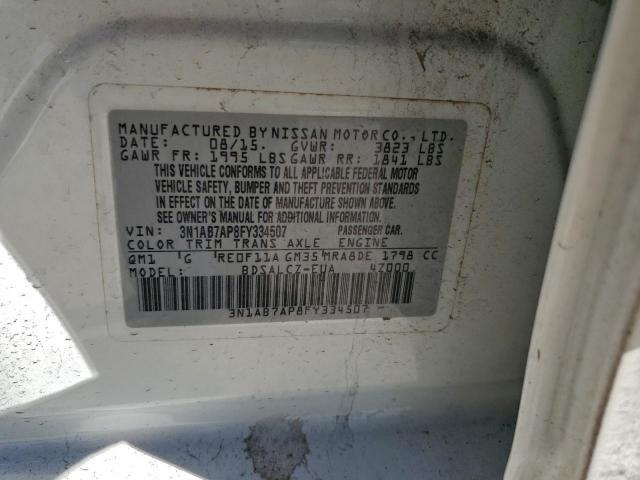 MANUFACTURED BY NISSAN MOTOR CO., LTD.
DATE: 08/15. GVWR: 3823 LBS
GAWR FR: 1995 LBS GAWR RR: 1841 LBS
THIS VEHICLE CONFORMS TO ALL APPLICABLE FEDERAL MOTOR
VEHICLE SAFETY, BUMPER AND THEFT PREVENTION STANDARDS
IN EFFECT ON THE DATE OF MANUFACTURE SHOWN ABOVE.
SEE OWNER'S MANUAL FOR ADDITIONAL INFORMATION.
VIN: 3N1AB7AP8FY334507 PASSENGER CAR.
COLOR TRIM TRANS AXLE ENGINE
QM1 G RE0F11A GM35 MRA8DE 1798 CC
MODEL: BDSALCZ-EUA 4Z000
3N1AB7AP8FY334507